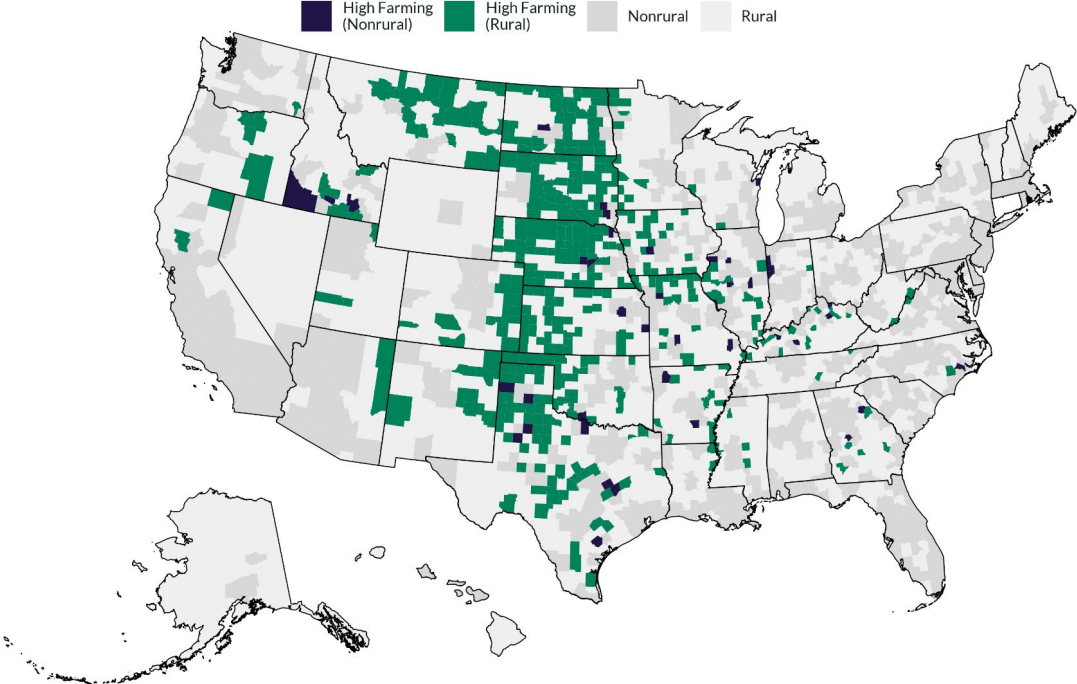 High Farming
(Nonrural)
High Farming
(Rural)
Nonrural
Rural